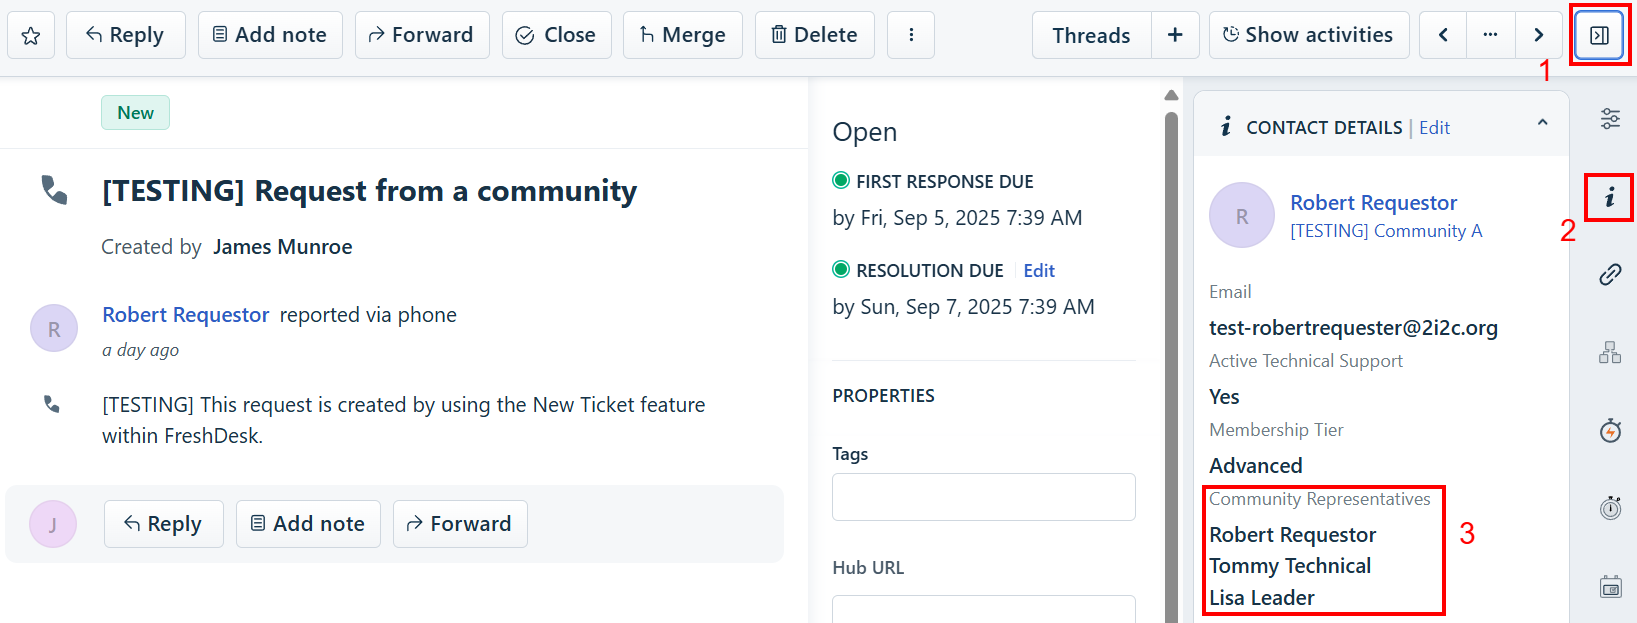 Reply
Add note
Forward
Close
Merge
Delete
Threads
+
Show activities
1
New
[TESTING] Request from a community
Created by James Munroe
R
Robert Requestor reported via phone
a day ago
[TESTING] This request is created by using the New Ticket feature
within FreshDesk.
J
Reply
Add note
Forward
Open
FIRST RESPONSE DUE
by Fri, Sep 5, 2025 7:39 AM
RESOLUTION DUE Edit
by Sun, Sep 7, 2025 7:39 AM
PROPERTIES
Tags
Hub URL
i CONTACT DETAILS | Edit
i
2
R
Robert Requestor
[TESTING] Community A
Email
test-robertrequester@2i2c.org
Active Technical Support
Yes
Membership Tier
Advanced
Community Representatives
Robert Requestor
Tommy Technical
Lisa Leader
3